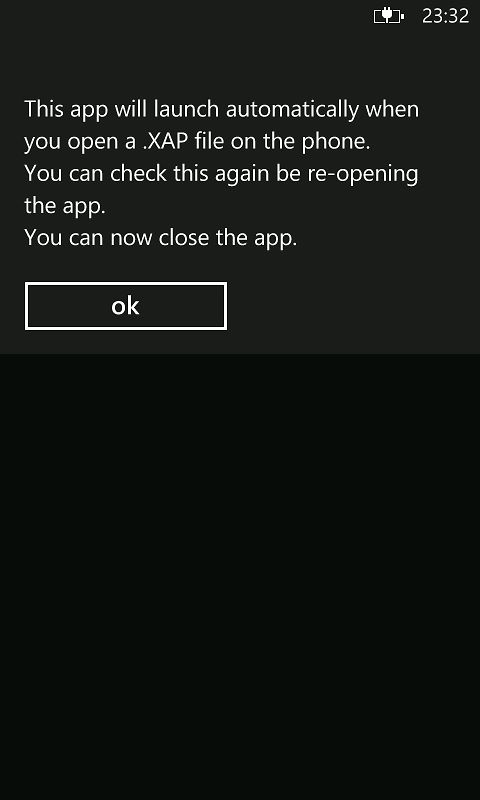 23:32
This app will launch automatically when
you open a .XAP file on the phone.
You can check this again be re-opening
the app.
You can now close the app.
ok